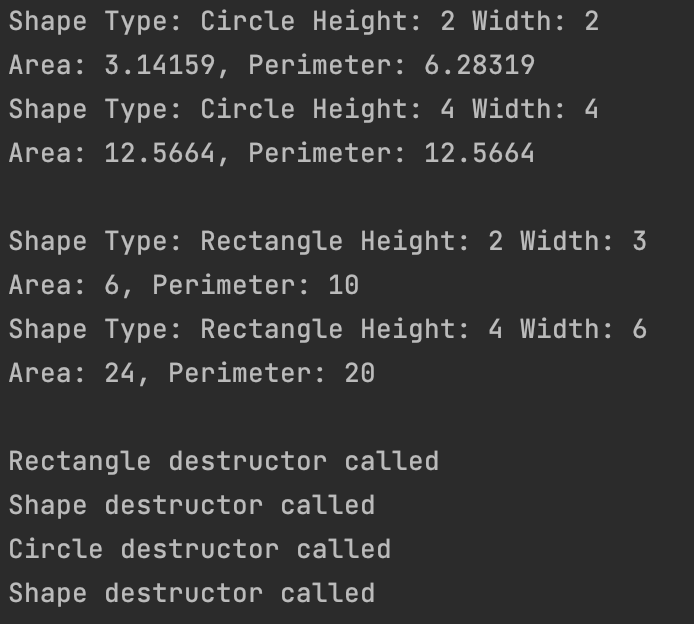 Shape Type: Circle Height: 2 Width: 2
Area: 3.14159, Perimeter: 6.28319
Shape Type: Circle Height: 4 Width: 4
Area: 12.5664, Perimeter: 12.5664
Shape Type: Rectangle Height: 2 Width: 3
Area: 6, Perimeter: 10
Shape Type: Rectangle Height: 4 Width: 6
Area: 24, Perimeter: 20
Rectangle destructor called
Shape destructor called
Circle destructor called
Shape destructor called